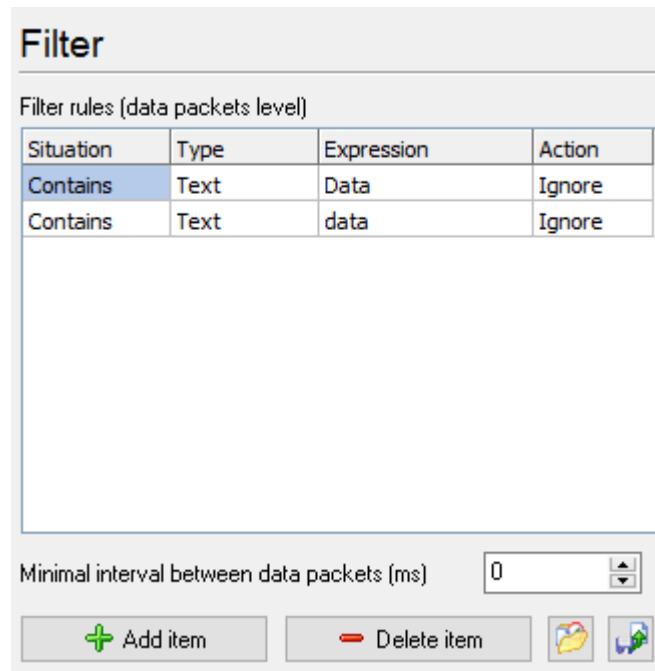 Filter
Filter rules (data packets level)
Situation Type Expression Action
Contains Text Data Ignore
Contains Text data Ignore
Minimal interval between data packets (ms) 0
Add item Delete item